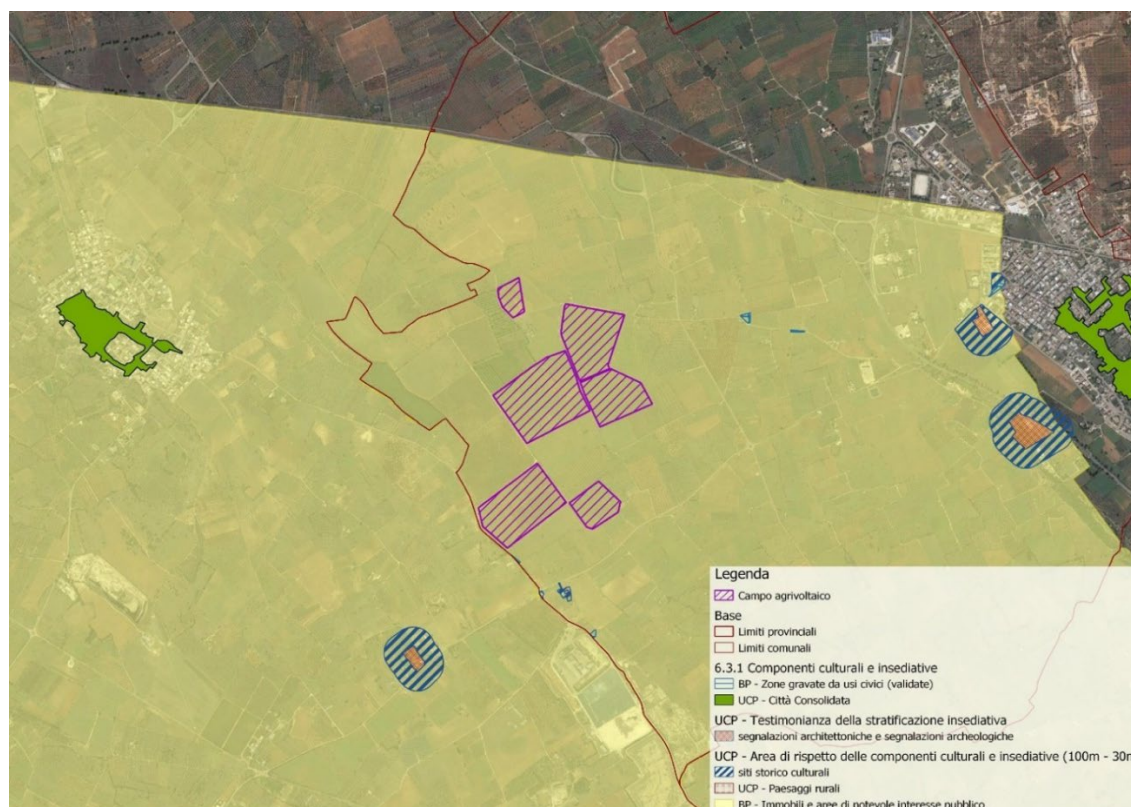 Legenda
Campo agrivoltaico
Base
Limiti provinciali
Limiti comunali
6.3.1 Componenti culturali e insediative
BP - Zone gravate da usi civici (validate)
UCP - Città Consolidata
UCP - Testimonianza della stratificazione insediativa
segnalazioni architettoniche e segnalazioni archeologiche
UCP - Area di rispetto delle componenti culturali e insediative (100m - 30m
siti storico culturali
UCP - Paesaggi rurali
BP - Immobili e aree di notevole interesse pubblico